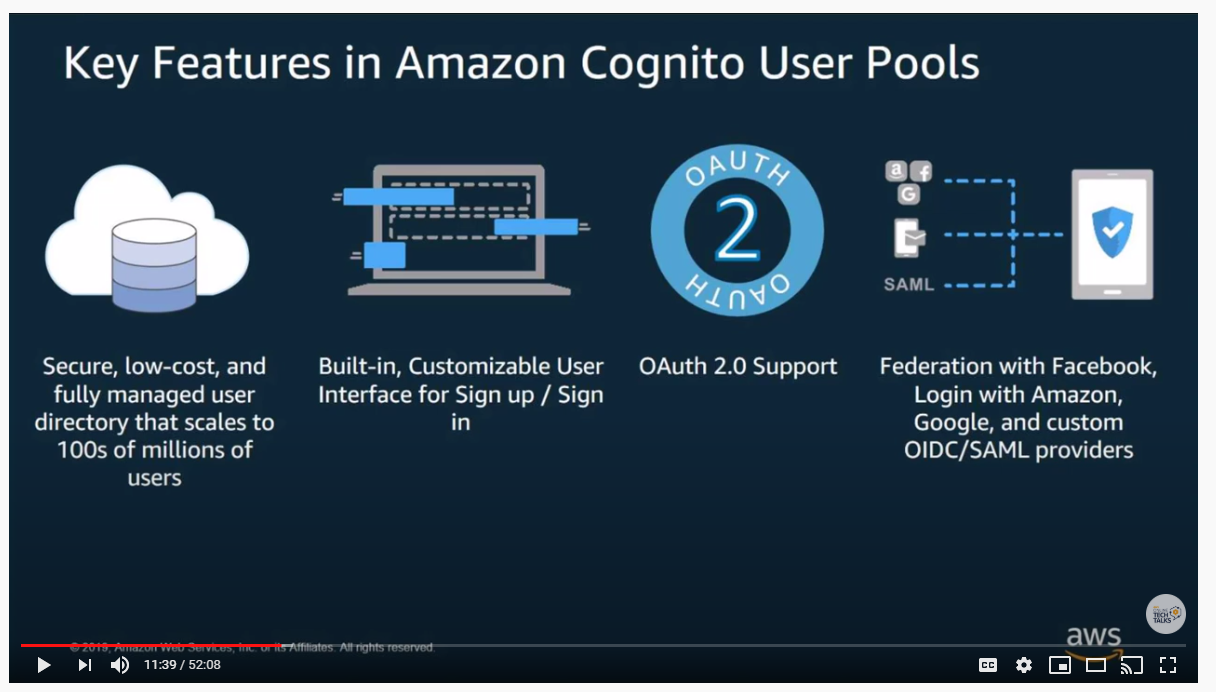 Key Features in Amazon Cognito User Pools
OAUTH
2
OAUTH
a f
G
SAML
Secure, low-cost, and
fully managed user
directory that scales to
100s of millions of
users
Built-in, Customizable User
Interface for Sign up / Sign
in
OAuth 2.0 Support
Federation with Facebook,
Login with Amazon,
Google, and custom
OIDC/SAML providers
TECH
TALKS
aws
© 2019, Amazon Web Services, Inc. or its Affiliates. All rights reserved.
11:39 / 52:08
CC